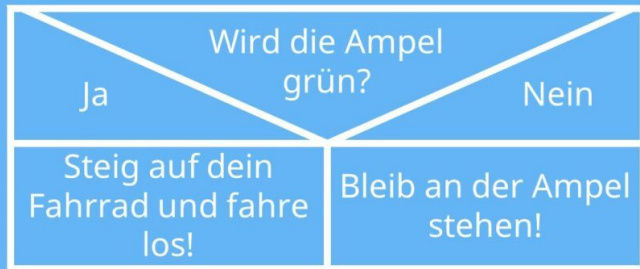 Wird die Ampel
grün?
Ja
Nein
Steig auf dein
Fahrrad und fahre
los!
Bleib an der Ampel
stehen!